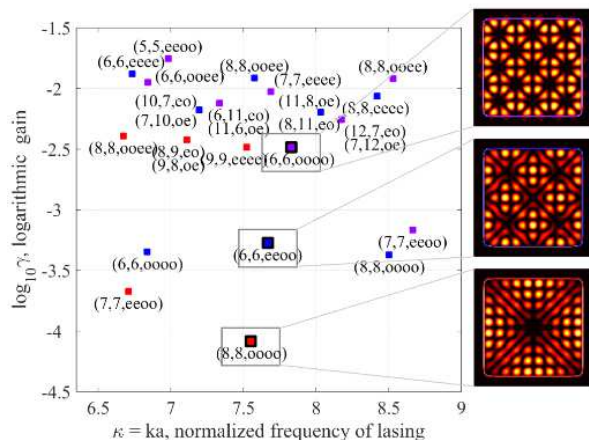 -1.5
(5,5,eeoo)
(6,6,eeee)
(6,6,ooee)
(8,8,ooee)
(8,8,ooee)
(7,7,eeee)
-2
(10,7,eo)
(7,10,oe)
(6,11,eo)
(11,6,oe)
(11,8,oe)
(8,11,eo)
(8,8,eeee)
(12,7,eo)
(7,12,oe)
-2.5
(8,8,ooee)
(8,9,eo)
(9,8,oe)
(9,9,eeee)
(6,6,oooo)
-3
(7,7,eeoo)
(6,6,oooo)
(6,6,eeoo)
(8,8,oooo)
-3.5
(7,7,eeoo)
-4
(8,8,oooo)
-4.5
log10γ, logarithmic gain
6.5 7 7.5 8 8.5 9
κ = ka, normalized frequency of lasing